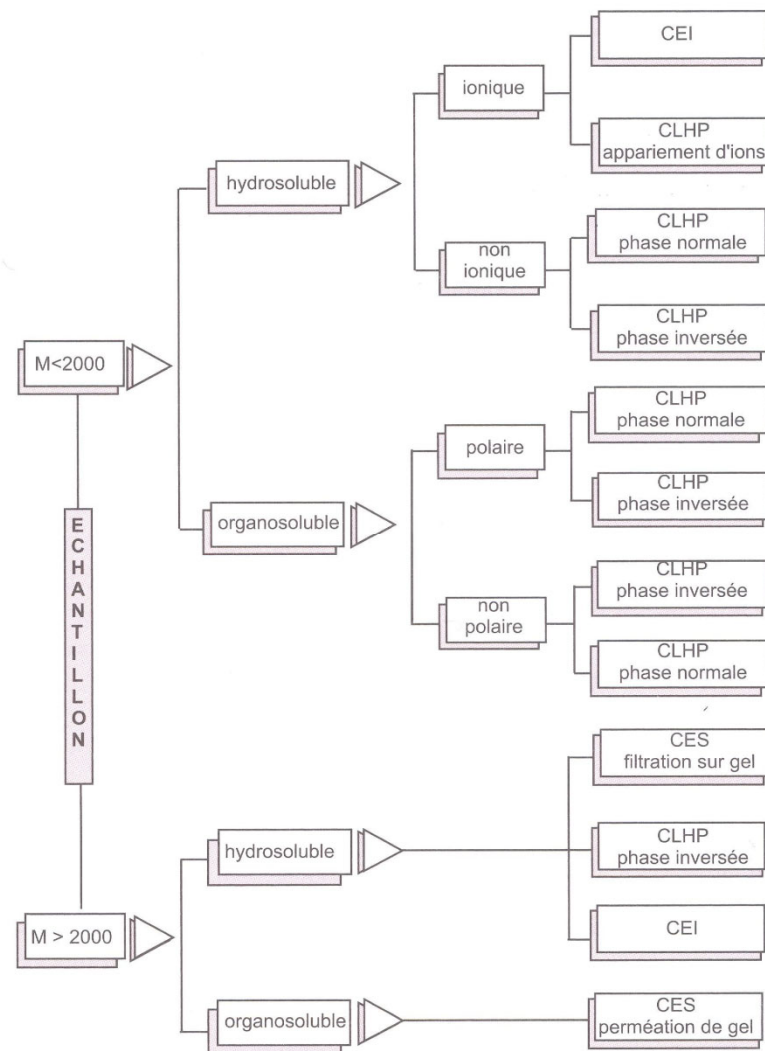 CEI
ionique
CLHP
appariement d'ions
hydrosoluble
CLHP
phase normale
non
ionique
CLHP
phase inversée
M<2000
CLHP
phase normale
polaire
CLHP
phase inversée
organosoluble
CLHP
phase inversée
non
polaire
CLHP
phase normale
ECHANTILLON
CES
filtration sur gel
hydrosoluble
CLHP
phase inversée
M > 2000
CEI
organosoluble
CES
perméation de gel